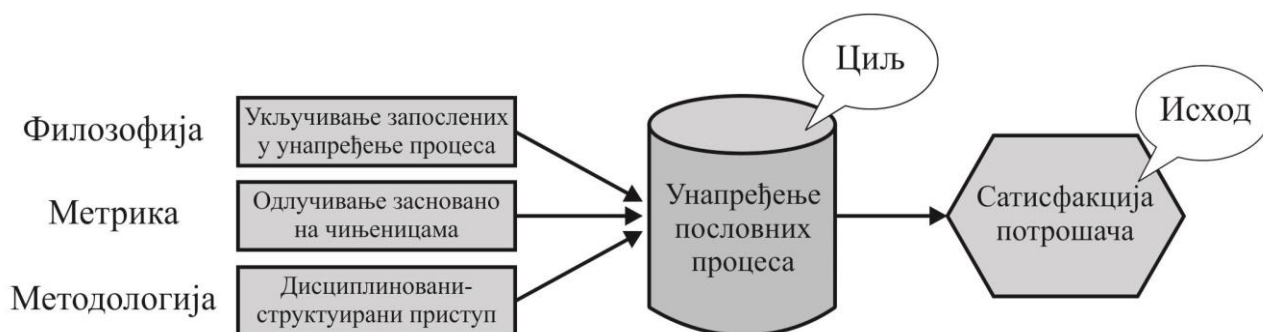 Филозофија
Укључивање запослених
у унапређење процеса
Метрика
Одлучивање засновано
на чињеницама
Методологија
Дисциплиновани-
структуирани приступ
Циљ
Унапређење
пословних
процеса
Исход
Сатисфакција
потрошача